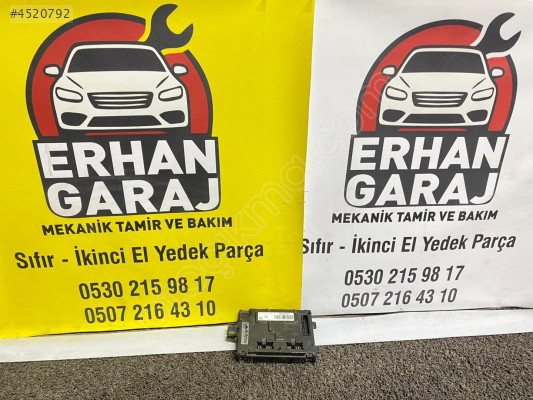 #4520792
ERHAN
GARAJ
MEKANİK TAMİR VE BAKIM
Sıfır - İkinci El Yedek Parça
0530 215 98 17
0507 216 43 10
ERHAN
GARAJ
MEKANİK TAMİR VE BAKIM
Sıfır - İkinci El Yedek Parça
0530 215 98 17
0507 216 43 10